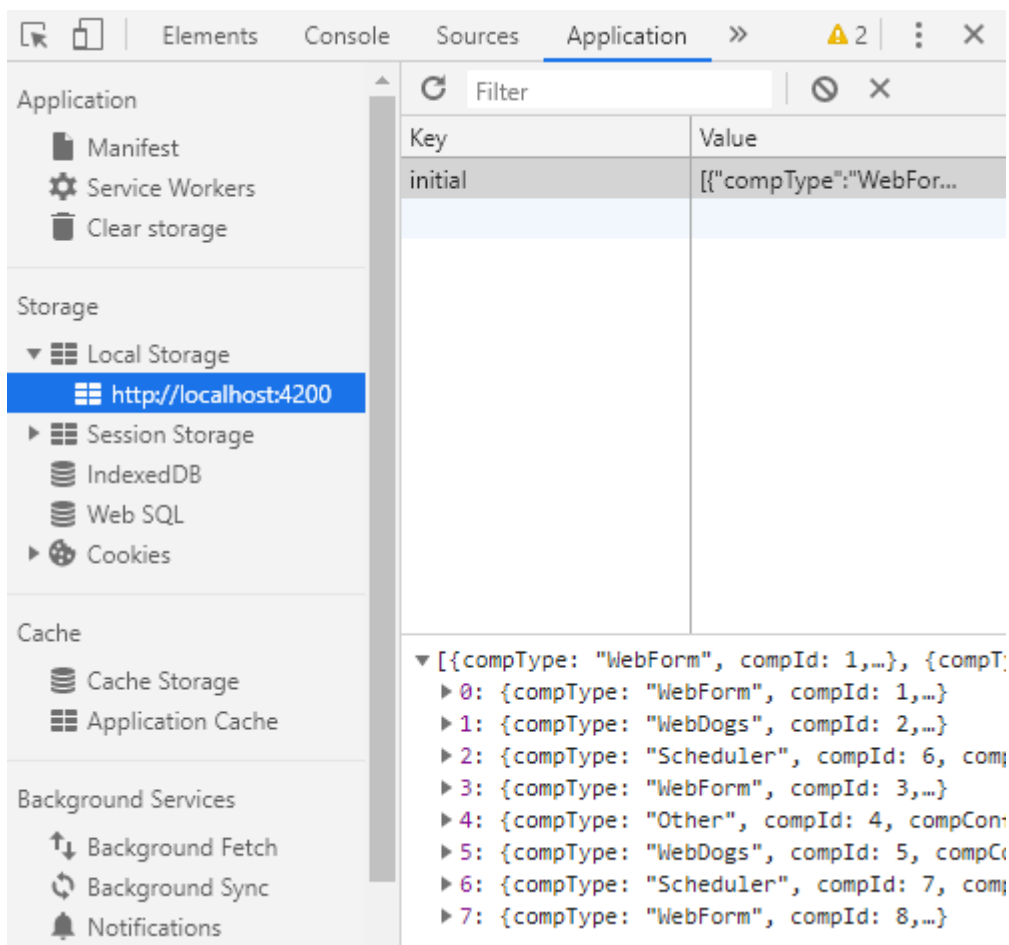 Elements Console Sources Application » 2
Application
Manifest
Service Workers
Clear storage
Storage
Local Storage
http://localhost:4200
Session Storage
IndexedDB
Web SQL
Cookies
Cache
Cache Storage
Application Cache
Background Services
Background Fetch
Background Sync
Notifications
Filter
Key Value
initial [{"compType":"WebFor...
[{compType: "WebForm", compId: 1,…}, {compTy
0: {compType: "WebForm", compId: 1,…}
1: {compType: "WebDogs", compId: 2,…}
2: {compType: "Scheduler", compId: 6, comp
3: {compType: "WebForm", compId: 3,…}
4: {compType: "Other", compId: 4, compCon
5: {compType: "WebDogs", compId: 5, compCo
6: {compType: "Scheduler", compId: 7, comp
7: {compType: "WebForm", compId: 8,…}